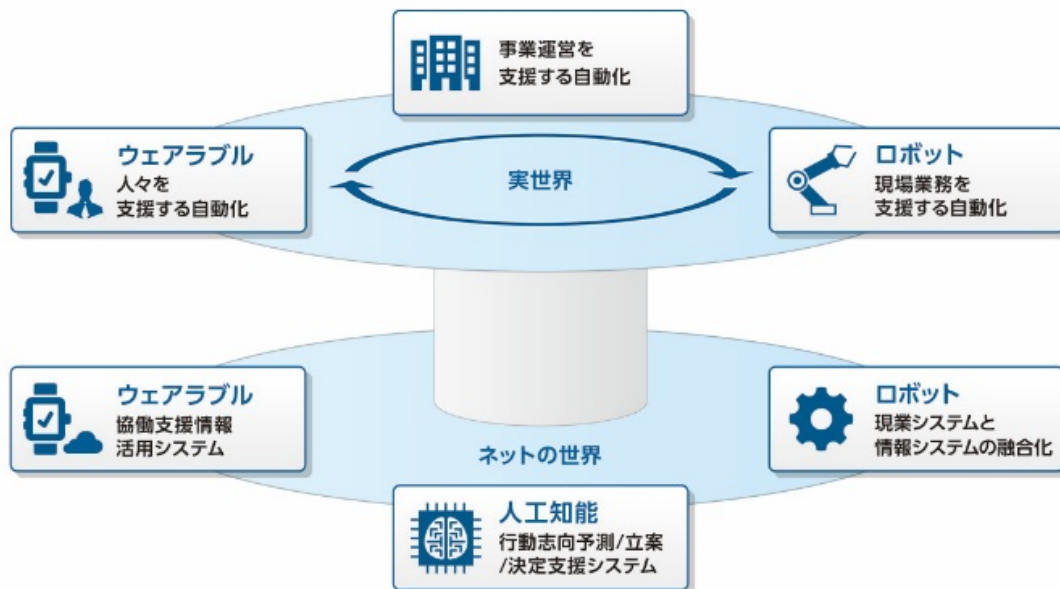 事業運営を
支援する自動化
ウェアラブル
人々を
支援する自動化
実世界
ロボット
現場業務を
支援する自動化
ウェアラブル
協働支援情報
活用システム
ネットの世界
ロボット
現業システムと
情報システムの融合化
人工知能
行動志向予測/立案
/決定支援システム